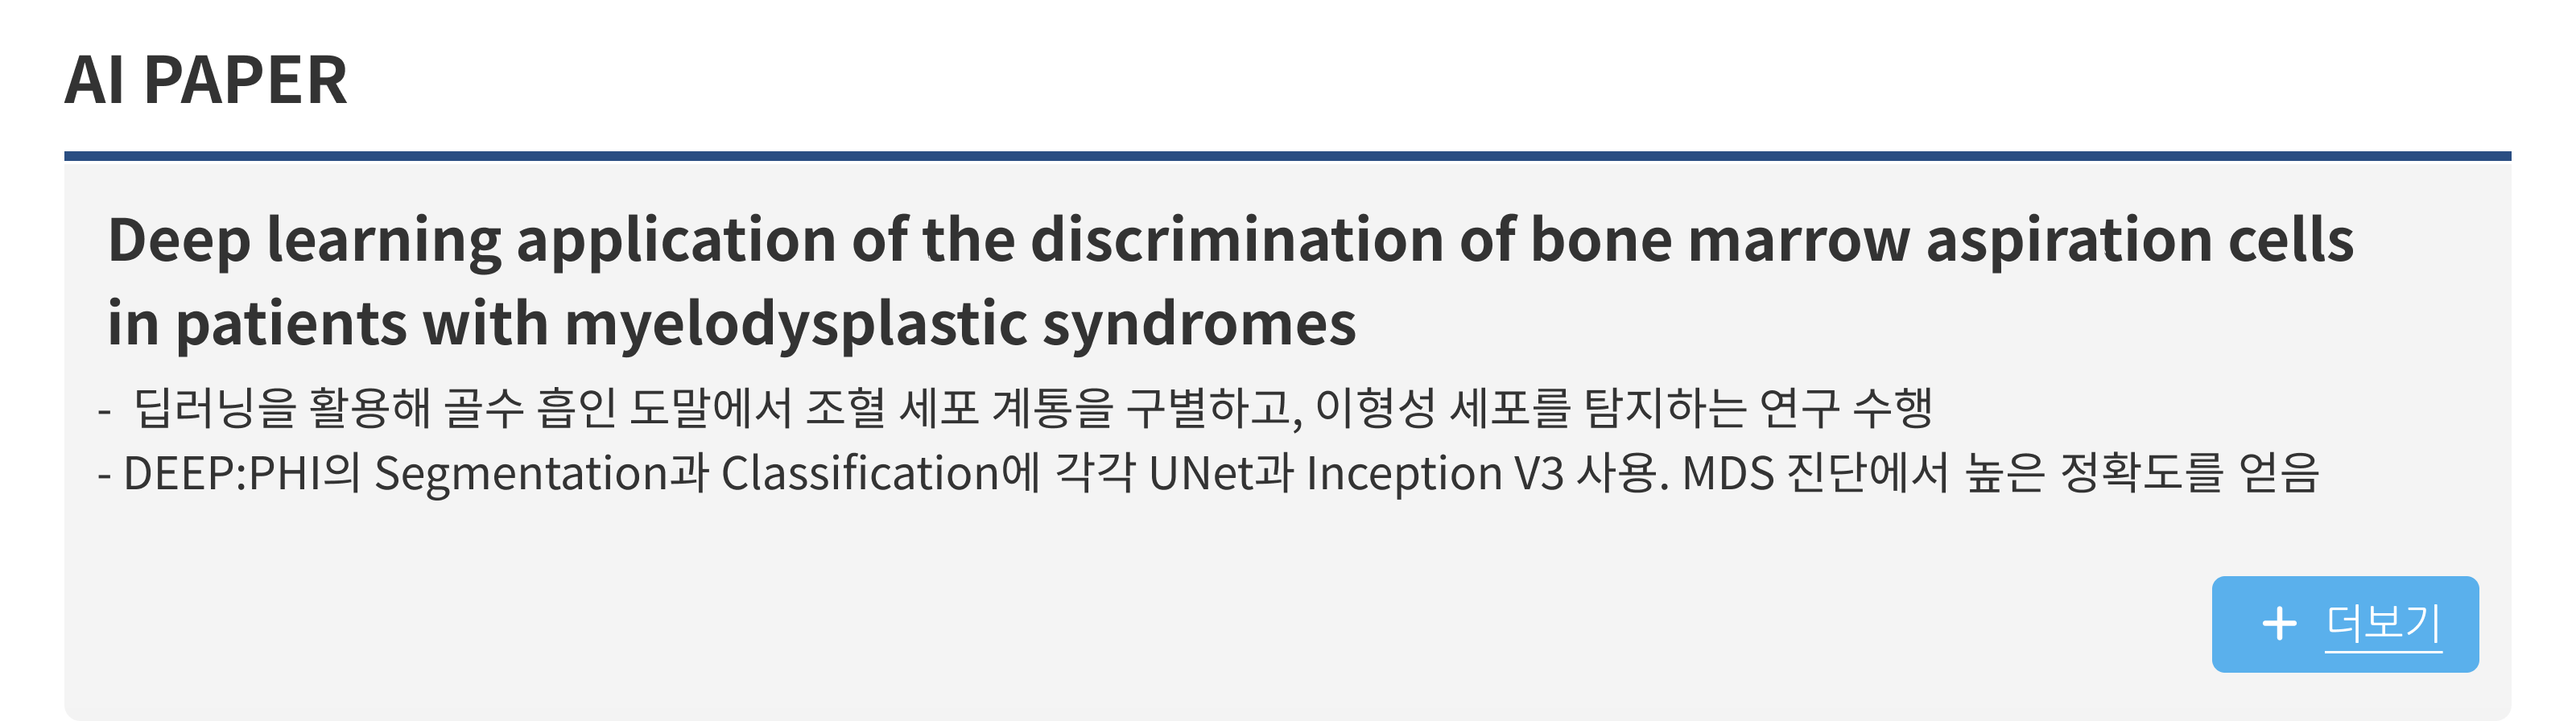 AI PAPER
Deep learning application of the discrimination of bone marrow aspiration cells
in patients with myelodysplastic syndromes
- 딥러닝을 활용해 골수 흡인 도말에서 조혈 세포 계통을 구별하고, 이형성 세포를 탐지하는 연구 수행
- DEEP:PHI의 Segmentation과 Classification에 각각 UNet과 Inception V3 사용. MDS 진단에서 높은 정확도를 얻음
+ 더보기